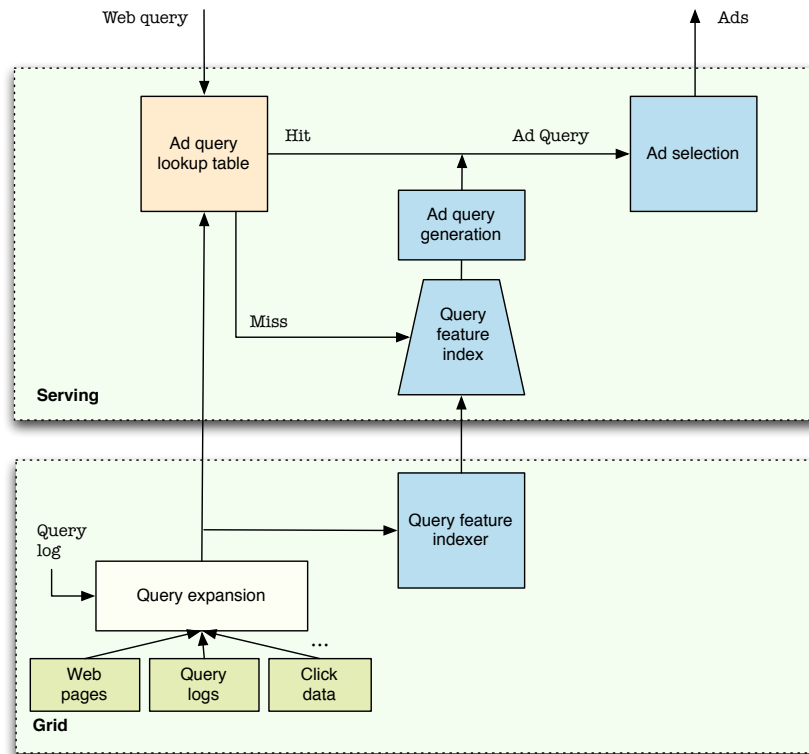 Web query
Ads
Ad query
lookup table
Hit
Ad Query
Ad selection
Ad query
generation
Miss
Query
feature
index
Serving
Query
log
Query feature
indexer
Query expansion
...
Web
pages
Query
logs
Click
data
Grid